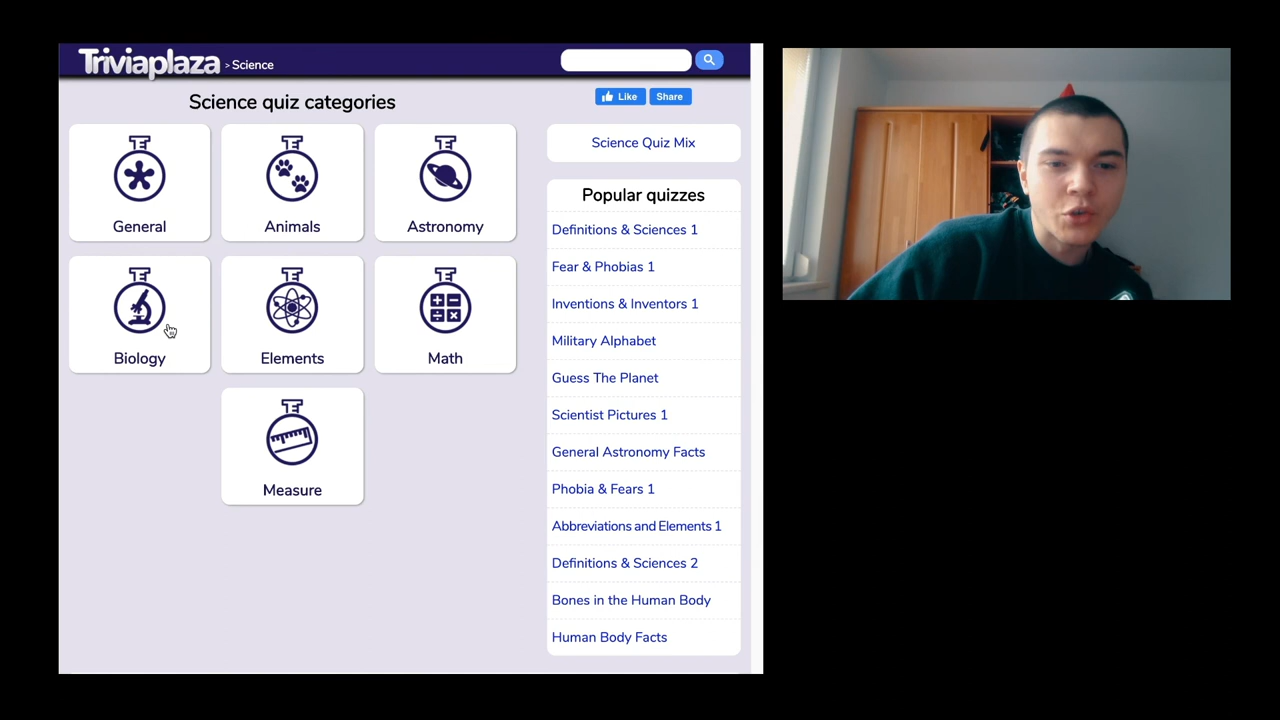 Triviaplaza > Science
Like
Share
Science quiz categories
General
Animals
Astronomy
Biology
Elements
Math
Measure
Science Quiz Mix
Popular quizzes
Definitions & Sciences 1
Fear & Phobias 1
Inventions & Inventors 1
Military Alphabet
Guess The Planet
Scientist Pictures 1
General Astronomy Facts
Phobia & Fears 1
Abbreviations and Elements 1
Definitions & Sciences 2
Bones in the Human Body
Human Body Facts